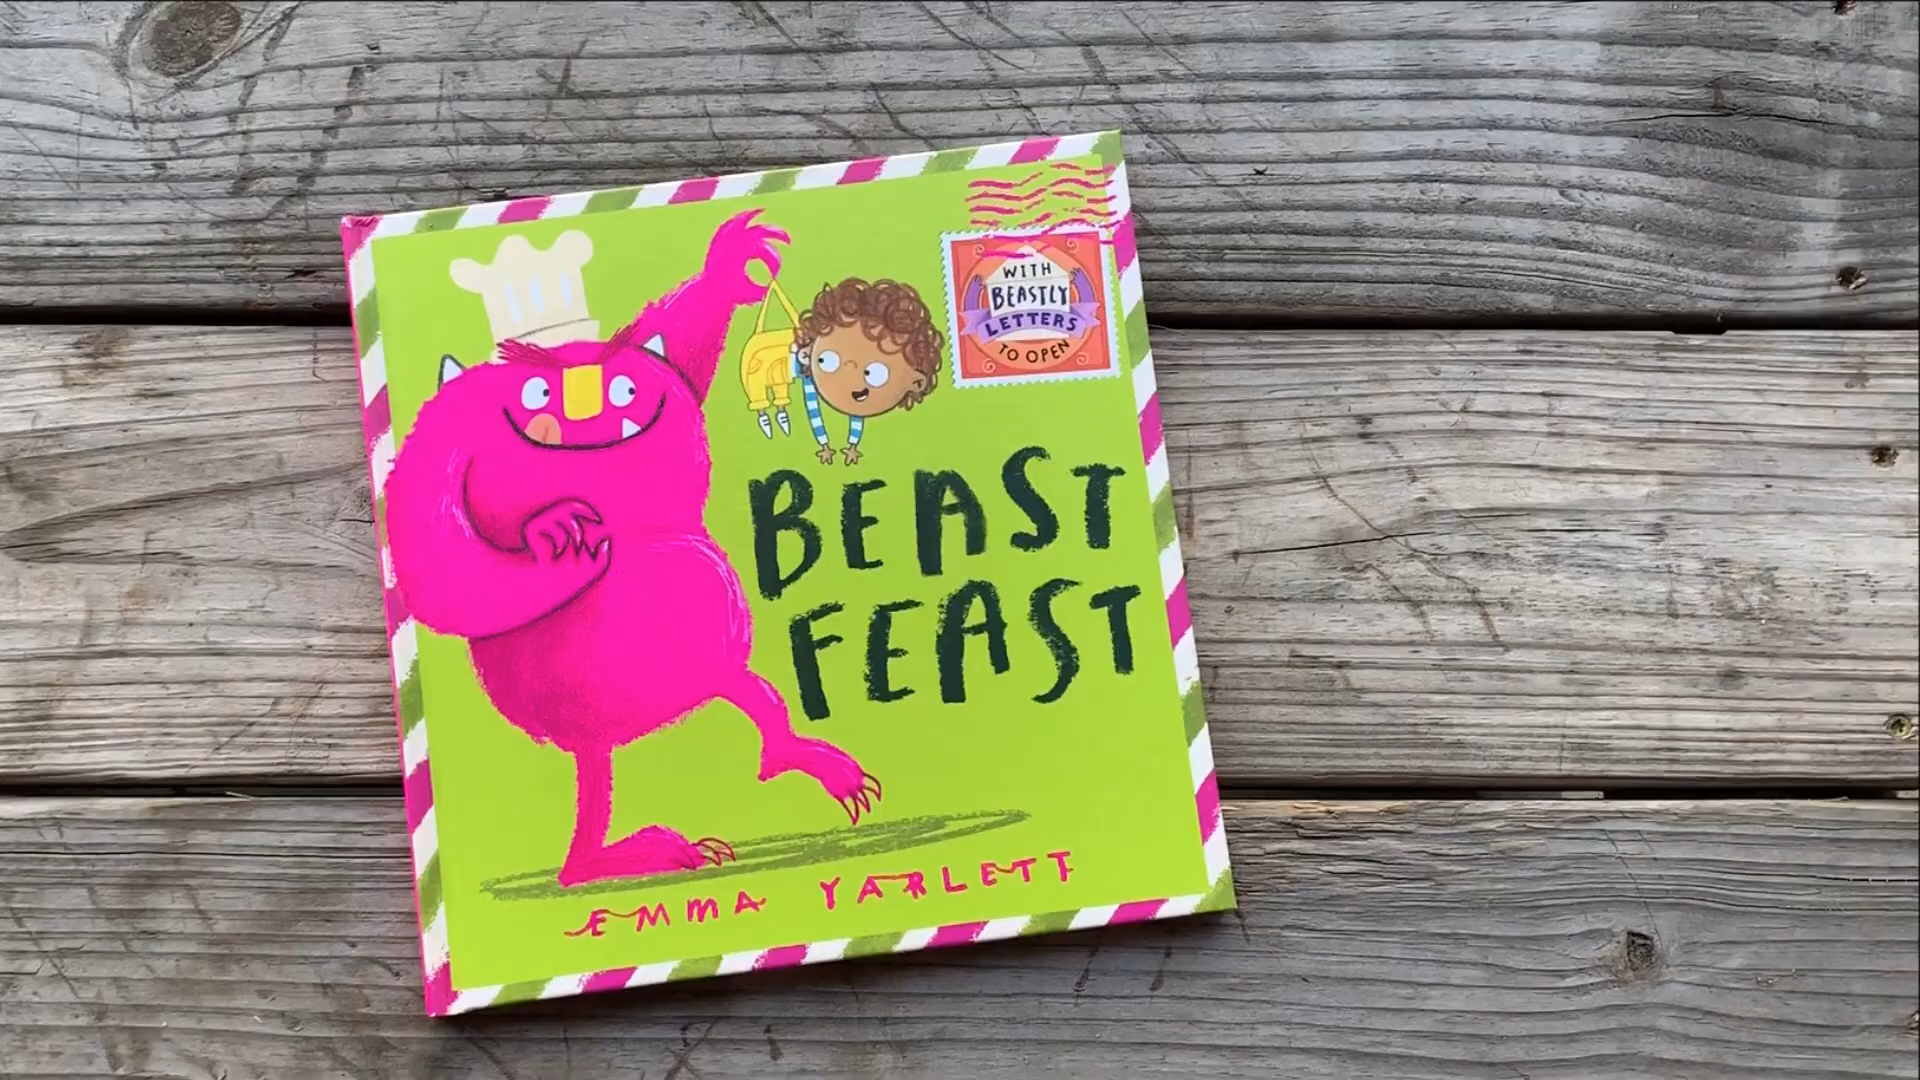 WITH
BEASTLY
LETTERS
TO OPEN
BEAST
FEAST
EMMA YARLETT